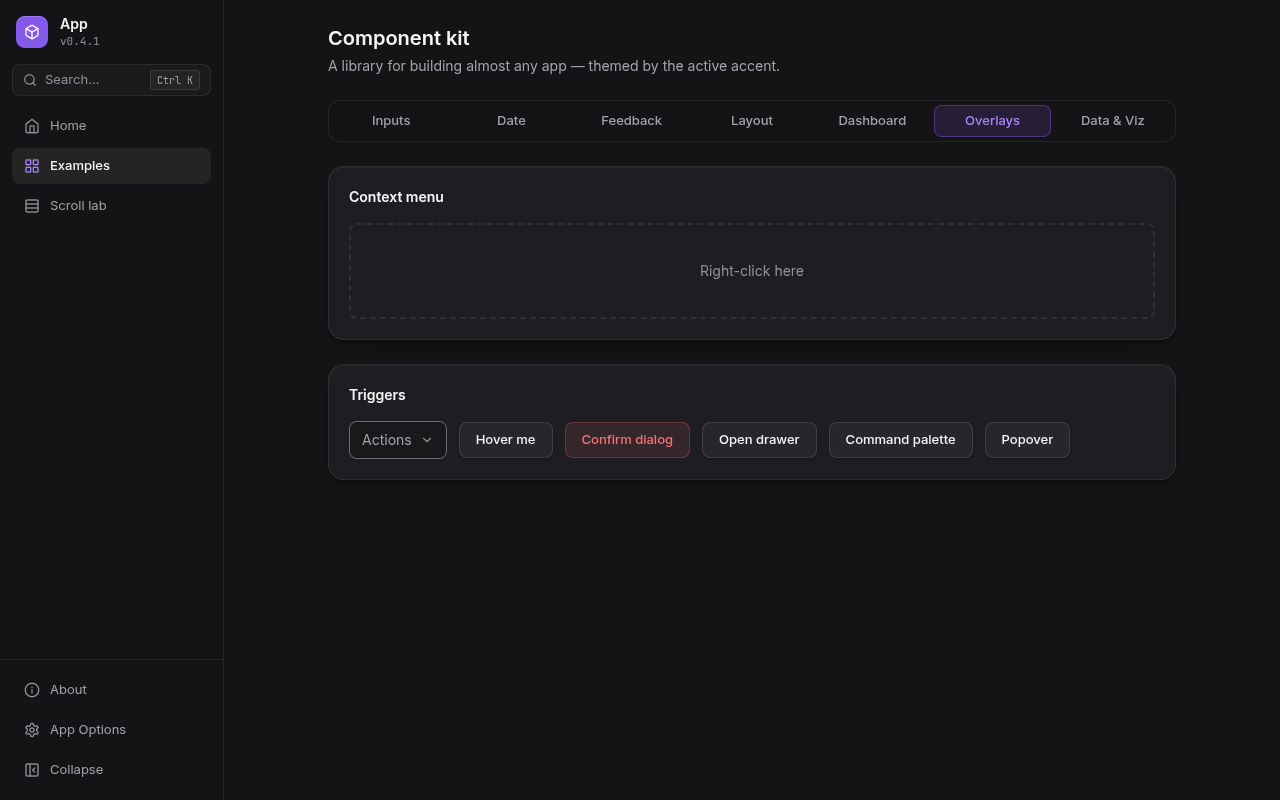 App
v0.4.1
Search...
Ctrl K
Home
Examples
Scroll lab
About
App Options
Collapse
Component kit
A library for building almost any app — themed by the active accent.
Inputs
Date
Feedback
Layout
Dashboard
Overlays
Data & Viz
Context menu
Right-click here
Triggers
Actions
Hover me
Confirm dialog
Open drawer
Command palette
Popover